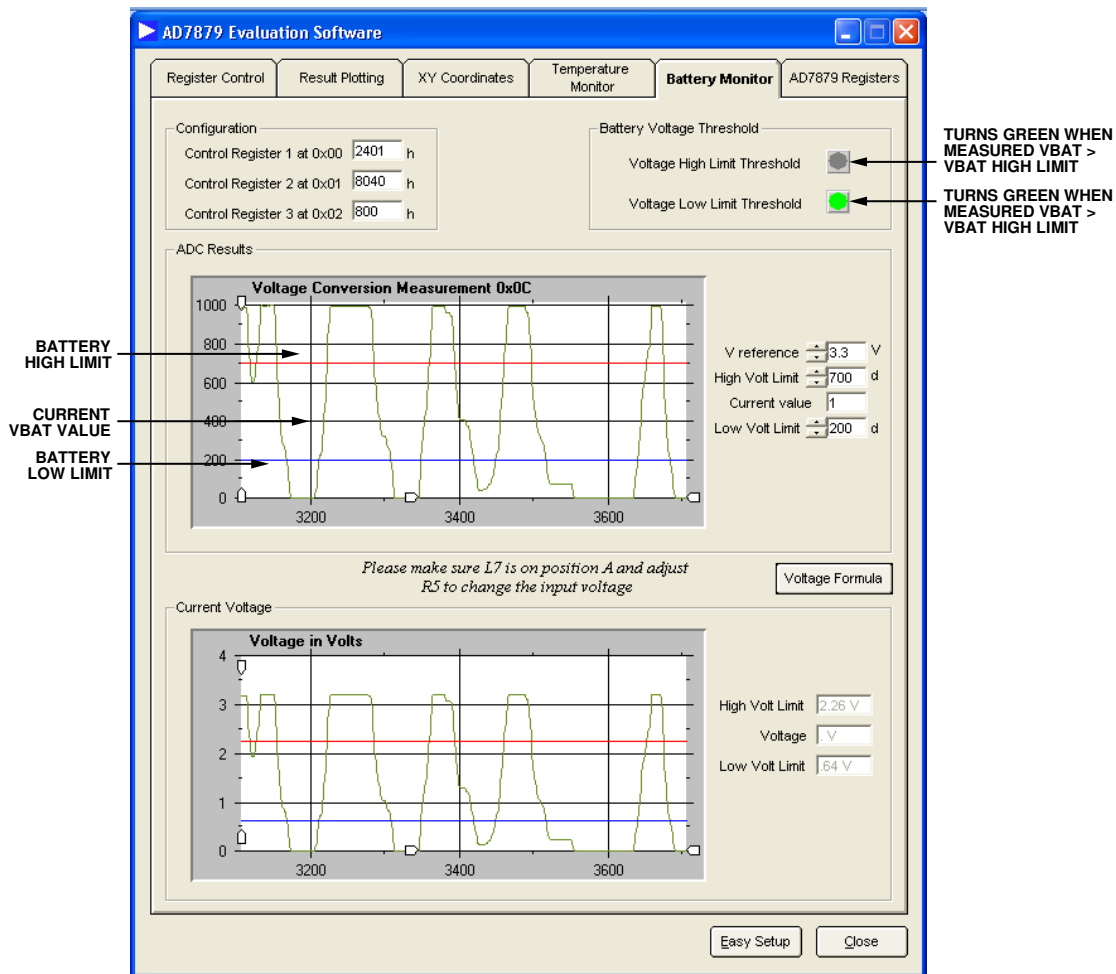 AD7879 Evaluation Software
Register Control
Result Plotting
XY Coordinates
Temperature
Monitor
Battery Monitor
AD7879 Registers
Configuration
Control Register 1 at 0x00 2401 h
Control Register 2 at 0x01 8040 h
Control Register 3 at 0x02 800 h
Battery Voltage Threshold
Voltage High Limit Threshold
Voltage Low Limit Threshold
TURNS GREEN WHEN
MEASURED VBAT >
VBAT HIGH LIMIT
TURNS GREEN WHEN
MEASURED VBAT >
VBAT HIGH LIMIT
ADC Results
Voltage Conversion Measurement 0x0C
1000
800
600
400
200
0
3200
3400
3600
BATTERY
HIGH LIMIT
CURRENT
VBAT VALUE
BATTERY
LOW LIMIT
V reference 3.3 V
High Volt Limit 700 d
Current value 1
Low Volt Limit 200 d
Please make sure L7 is on position A and adjust
R5 to change the input voltage
Voltage Formula
Current Voltage
Voltage in Volts
4
3
2
1
0
3200
3400
3600
High Volt Limit 2.26 V
Voltage . V
Low Volt Limit .64 V
Easy Setup
Close